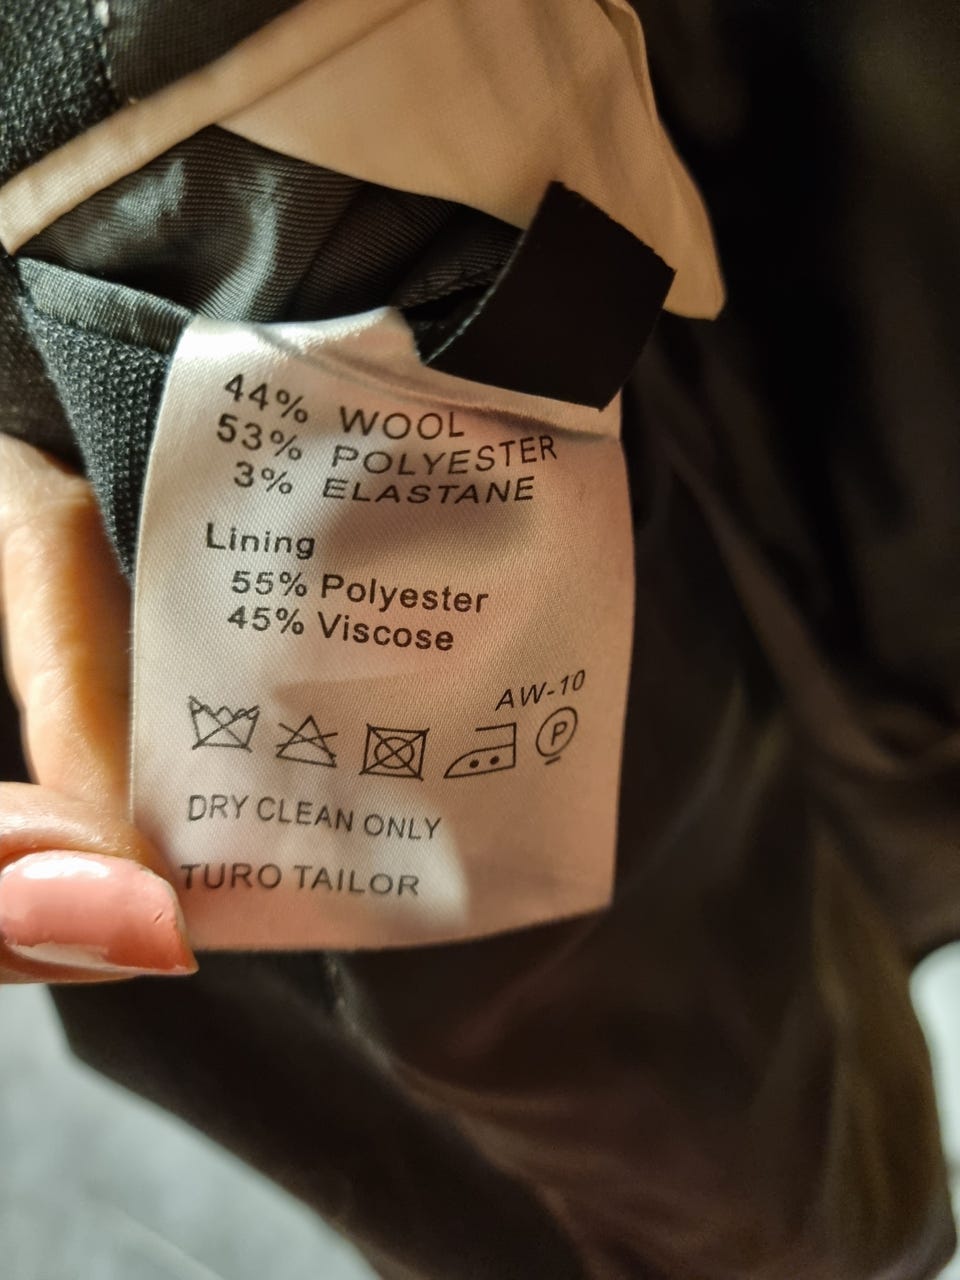 44% WOOL
53% POLYESTER
3% ELASTANE
Lining
55% Polyester
45% Viscose
AW-10
P
DRY CLEAN ONLY
TURO TAILOR